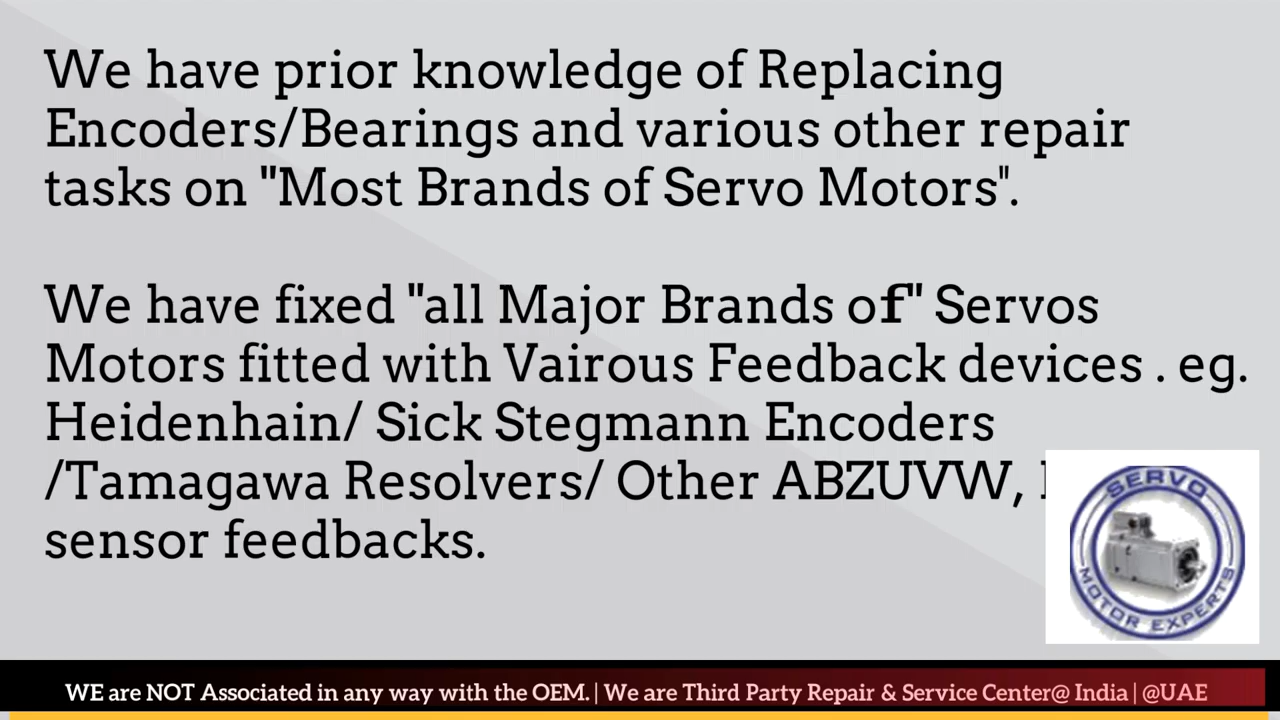 We have prior knowledge of Replacing
Encoders/Bearings and various other repair
tasks on "Most Brands of Servo Motors".
We have fixed "all Major Brands of" Servos
Motors fitted with Vairous Feedback devices . eg.
Heidenhain/ Sick Stegmann Encoders
/Tamagawa Resolvers/ Other ABZUVW,
sensor feedbacks.
SERVO
MOTOR EXPERTS
WE are NOT Associated in any way with the OEM. | We are Third Party Repair & Service Center@ India | @UAE